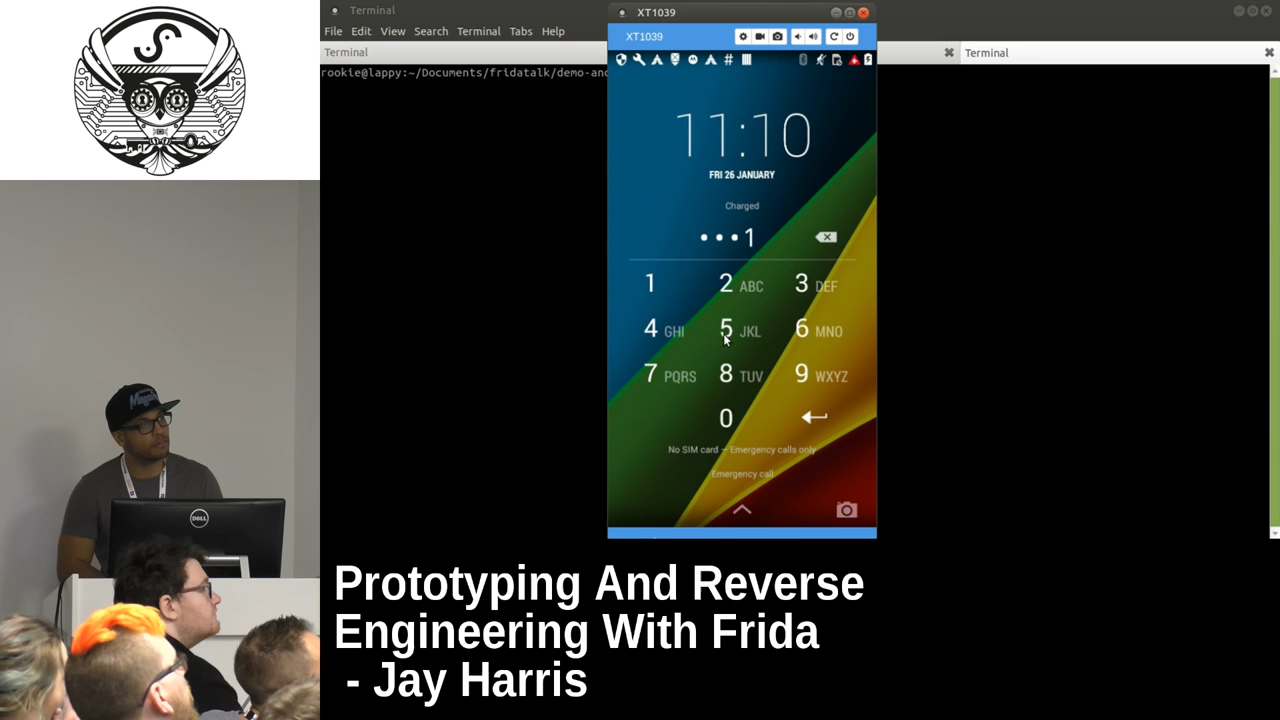 Terminal
File Edit View Search Terminal Tabs Help
Terminal
Terminal
rookie@lappy:~/Documents/fridatalk/demo-and
XT1039
XT1039
11:10
FRI 26 JANUARY
Charged
•••1
1 2 ABC 3 DEF
4 GHI 5 JKL 6 MNO
7 PQRS 8 TUV 9 WXYZ
0
No SIM card – Emergency calls only
Emergency call
DELL
Prototyping And Reverse
Engineering With Frida
- Jay Harris